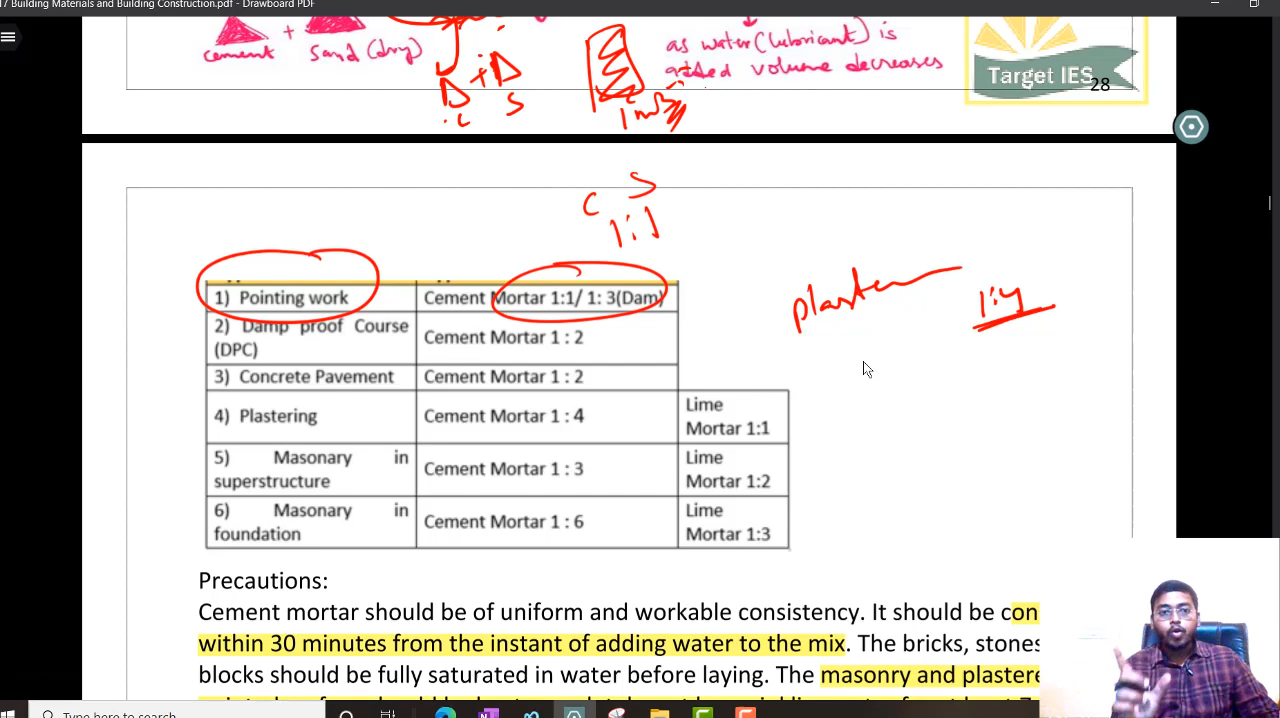 17 Building Materials and Building Construction.pdf - Drawboard PDF
cement + sand (dry)
C + S
1m³
as water (lubricant) is
added volume decreases
Target IES
28
C S
1:1
plaster 1:4
1) Pointing work Cement Mortar 1:1/ 1: 3(Dam)
2) Damp proof Course (DPC) Cement Mortar 1 : 2
3) Concrete Pavement Cement Mortar 1 : 2
4) Plastering Cement Mortar 1 : 4 Lime Mortar 1:1
5) Masonary in superstructure Cement Mortar 1 : 3 Lime Mortar 1:2
6) Masonary in foundation Cement Mortar 1 : 6 Lime Mortar 1:3
Precautions:
Cement mortar should be of uniform and workable consistency. It should be con
within 30 minutes from the instant of adding water to the mix. The bricks, stones
blocks should be fully saturated in water before laying. The masonry and plastere
Type here to search